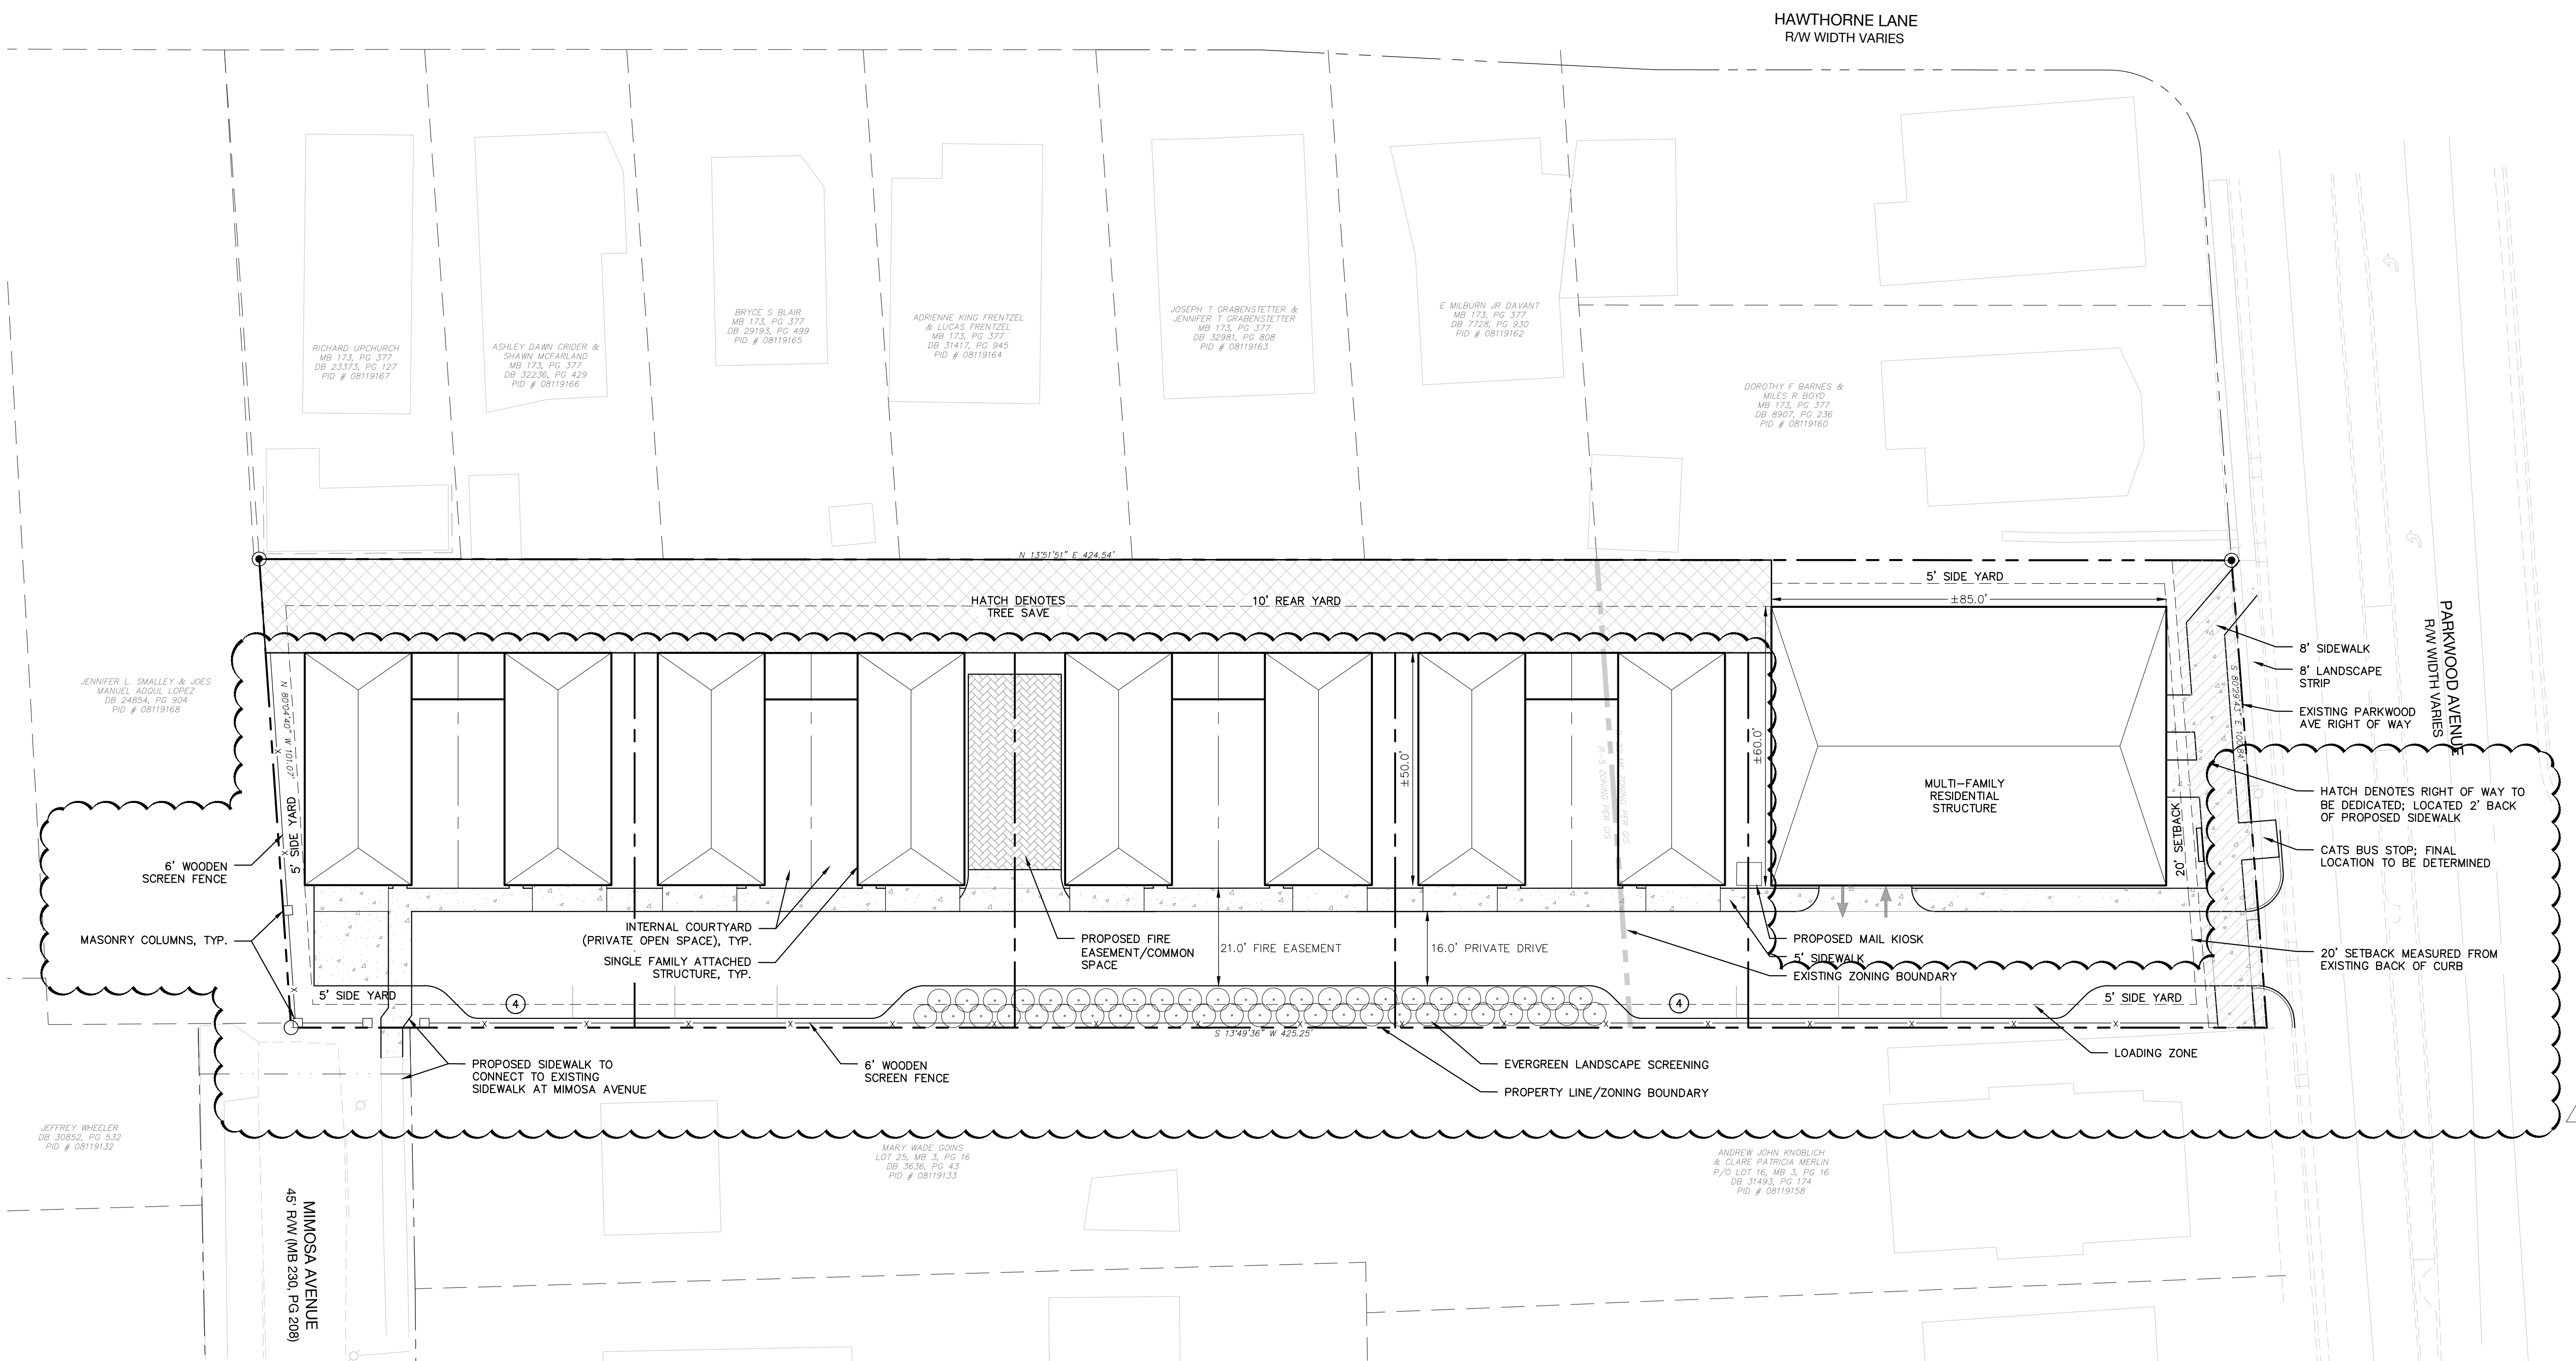 HAWTHORNE LANE
R/W WIDTH VARIES
RICHARD UPCHURCH
MB 173, PG 377
DB 23373, PG 127
PID # 08119167
ASHLEY DAWN CRIDER &
SHAWN MCFARLAND
MB 173, PG 377
DB 32236, PG 429
PID # 08119166
BRYCE S BLAIR
MB 173, PG 377
DB 29193, PG 499
PID # 08119165
ADRIENNE KING FRENTZEL
& LUCAS FRENTZEL
MB 173, PG 377
DB 31417, PG 945
PID # 08119164
JOSEPH T GRABENSTETTER &
JENNIFER T GRABENSTETTER
MB 173, PG 377
DB 32981, PG 808
PID # 08119163
E MILBURN JR DAVANT
MB 173, PG 377
DB 7728, PG 930
PID # 08119162
DOROTHY F BARNES &
MILES R BOYD
MB 173, PG 377
DB 8907, PG 236
PID # 08119160
N 13°51'51" E 424.54'
HATCH DENOTES
TREE SAVE
10' REAR YARD
5' SIDE YARD
±85.0'
PARKWOOD AVENUE
R/W WIDTH VARIES
8' SIDEWALK
8' LANDSCAPE
STRIP
EXISTING PARKWOOD
AVE RIGHT OF WAY
S 80°29'43" E 100.84'
JENNIFER L. SMALLEY & JOES
MANUEL ADQUL LOPEZ
DB 24854, PG 904
PID # 08119168
N 80°04'40" W 101.07'
5' SIDE YARD
6' WOODEN
SCREEN FENCE
MASONRY COLUMNS, TYP.
±50.0'
±60.0'
R-5 ZONING PER GIS
MULTI-FAMILY
RESIDENTIAL
STRUCTURE
20' SETBACK
HATCH DENOTES RIGHT OF WAY TO
BE DEDICATED; LOCATED 2' BACK
OF PROPOSED SIDEWALK
CATS BUS STOP; FINAL
LOCATION TO BE DETERMINED
20' SETBACK MEASURED FROM
EXISTING BACK OF CURB
INTERNAL COURTYARD
(PRIVATE OPEN SPACE), TYP.
SINGLE FAMILY ATTACHED
STRUCTURE, TYP.
PROPOSED FIRE
EASEMENT/COMMON
SPACE
21.0' FIRE EASEMENT
16.0' PRIVATE DRIVE
PROPOSED MAIL KIOSK
5' SIDEWALK
EXISTING ZONING BOUNDARY
5' SIDE YARD
4
4
5' SIDE YARD
X X X X X X X X X X X X X X X X X X X X
S 13°49'36" W 425.25'
PROPOSED SIDEWALK TO
CONNECT TO EXISTING
SIDEWALK AT MIMOSA AVENUE
6' WOODEN
SCREEN FENCE
EVERGREEN LANDSCAPE SCREENING
PROPERTY LINE/ZONING BOUNDARY
LOADING ZONE
JEFFREY WHEELER
DB 30852, PG 532
PID # 08119132
MARY WADE GOINS
LOT 25, MB 3, PG 16
DB 3636, PG 43
PID # 08119133
ANDREW JOHN KNOBLICH
& CLARE PATRICIA MERLIN
P/O LOT 16, MB 3, PG 16
DB 31493, PG 174
PID # 08119158
MIMOSA AVENUE
45' R/W (MB 230, PG 208)